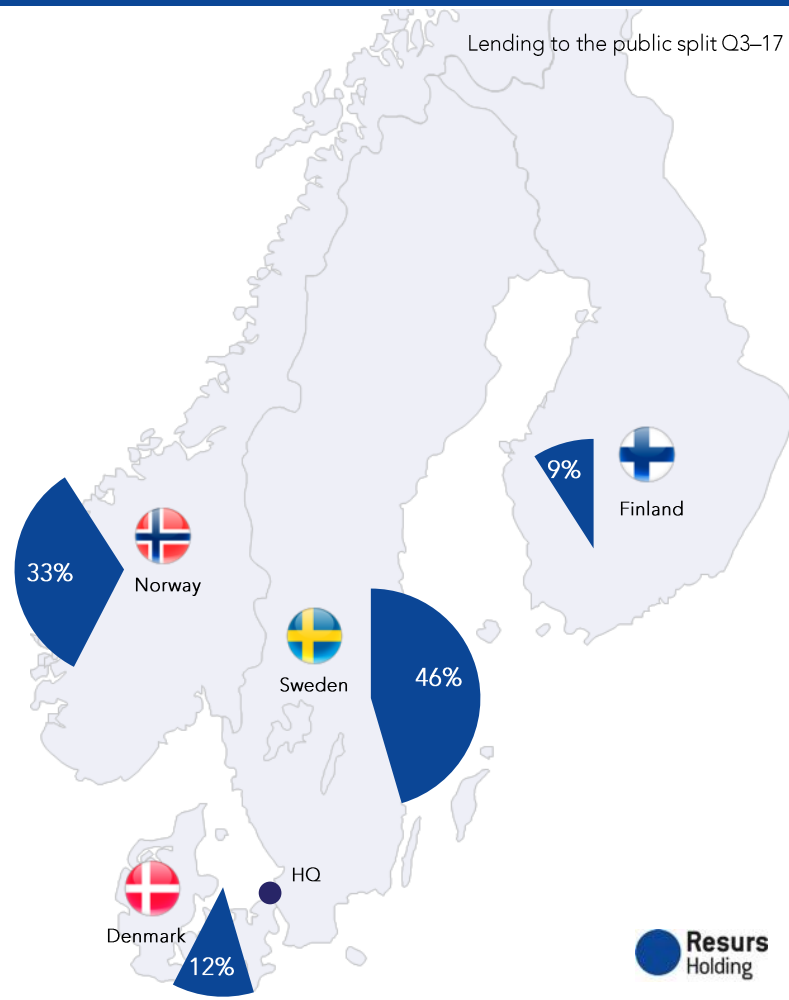 Lending to the public split Q3–17
9%
Finland
33%
Norway
46%
Sweden
HQ
Denmark
12%
Resurs
Holding